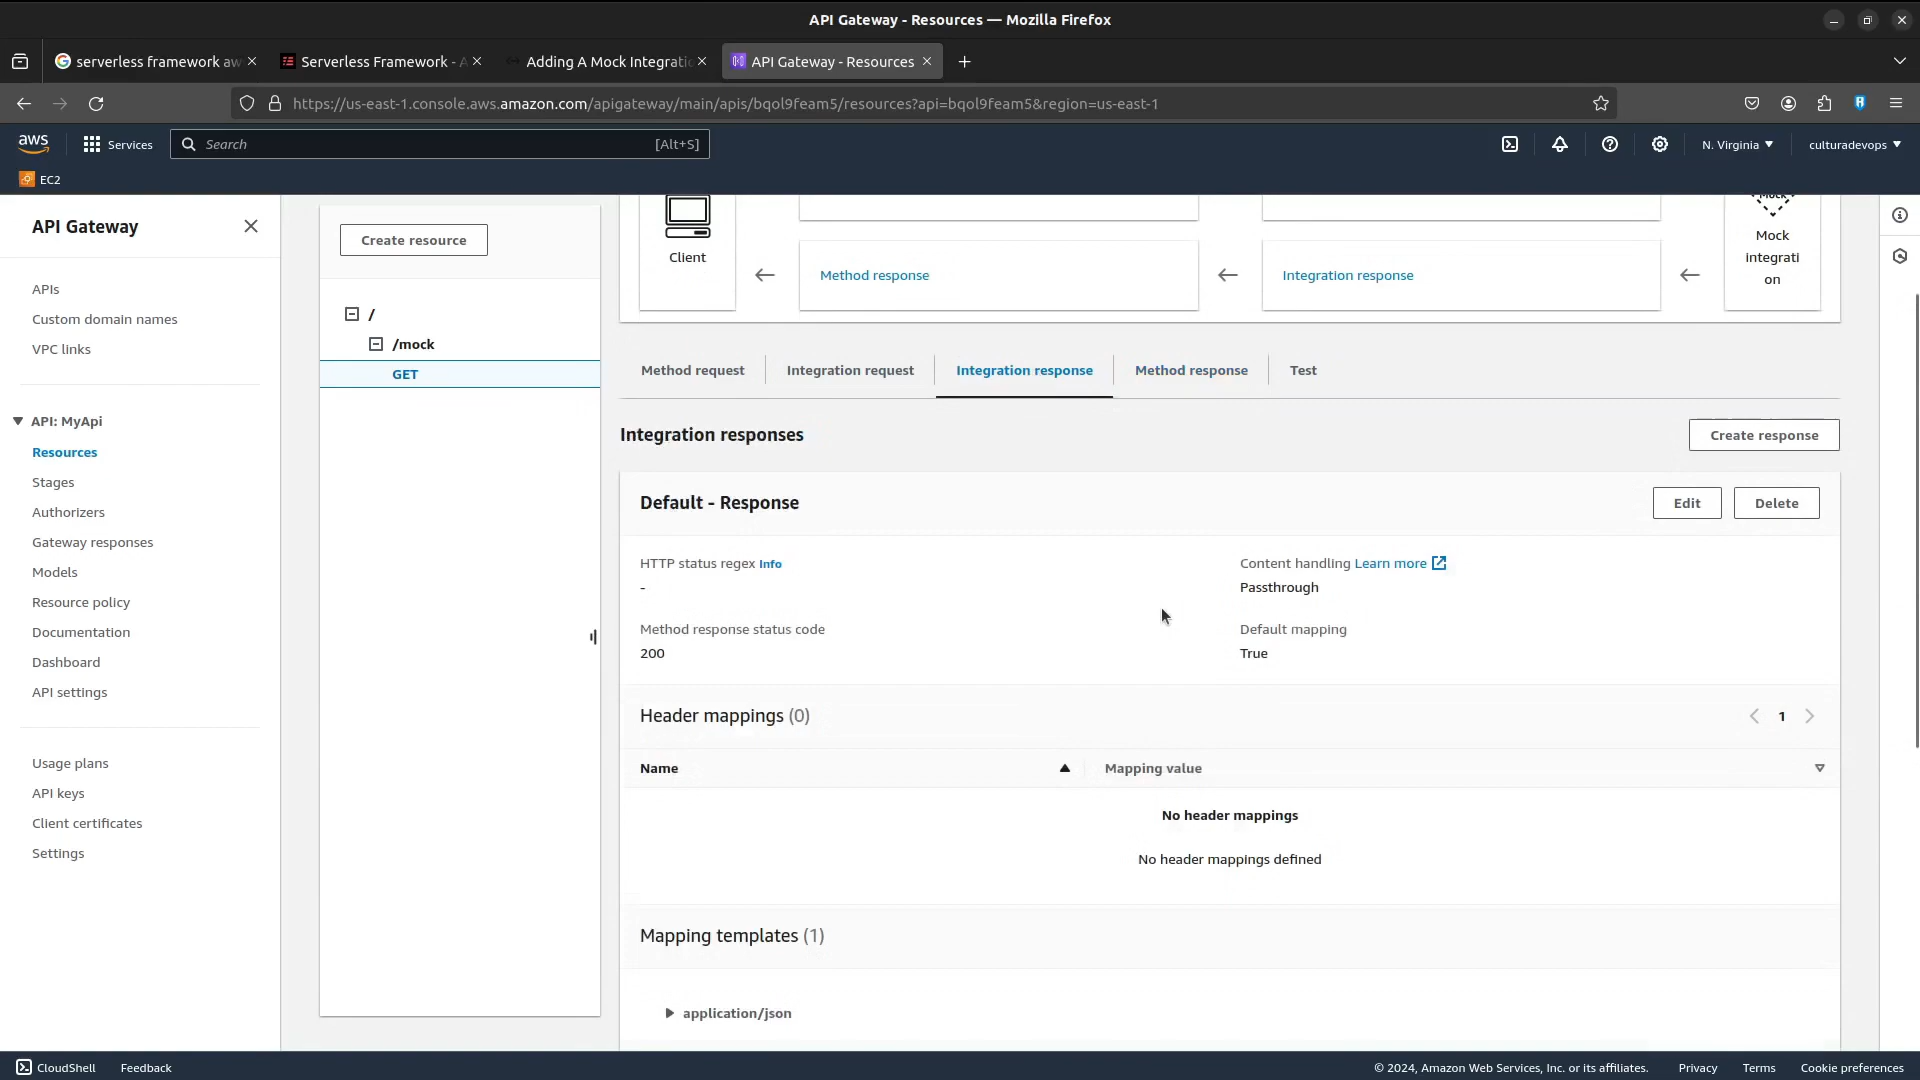 API Gateway - Resources — Mozilla Firefox
serverless framework aw
Serverless Framework - A
Adding A Mock Integratio
API Gateway - Resources
https://us-east-1.console.aws.amazon.com/apigateway/main/apis/bqol9feam5/resources?api=bqol9feam5&region=us-east-1
aws
Services
Search
[Alt+S]
N. Virginia
culturadevops
EC2
API Gateway
APIs
Custom domain names
VPC links
API: MyApi
Resources
Stages
Authorizers
Gateway responses
Models
Resource policy
Documentation
Dashboard
API settings
Usage plans
API keys
Client certificates
Settings
Create resource
/
/mock
GET
Client
Method response
Integration response
Mock
integrati
on
Method request
Integration request
Integration response
Method response
Test
Integration responses
Create response
Default - Response
Edit
Delete
HTTP status regex Info
-
Content handling Learn more
Passthrough
Method response status code
200
Default mapping
True
Header mappings (0)
1
Name
Mapping value
No header mappings
No header mappings defined
Mapping templates (1)
application/json
CloudShell
Feedback
© 2024, Amazon Web Services, Inc. or its affiliates.
Privacy
Terms
Cookie preferences